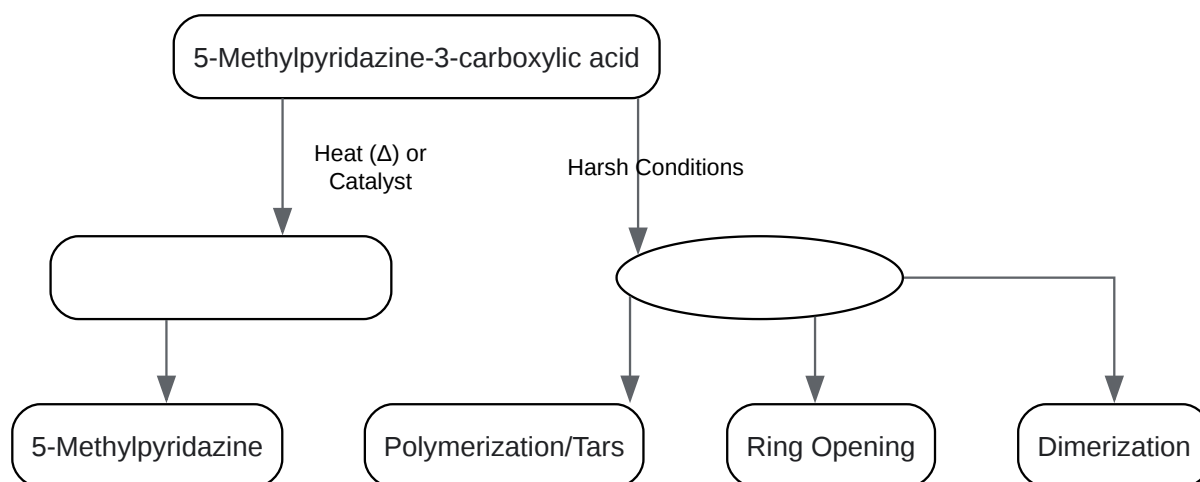 5-Methylpyridazine-3-carboxylic acid
Heat (Δ) or
Catalyst
Harsh Conditions
5-Methylpyridazine
Polymerization/Tars
Ring Opening
Dimerization